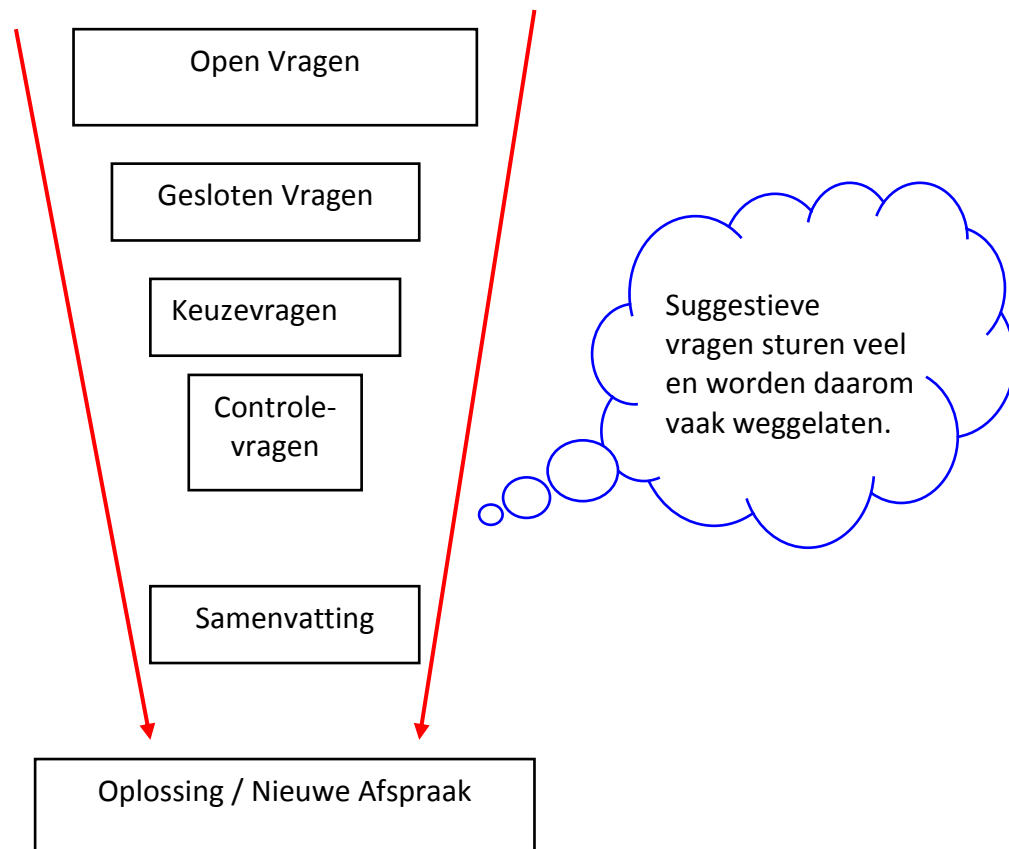 Open Vragen
Gesloten Vragen
Keuzevragen
Controle-
vragen
Samenvatting
Oplossing / Nieuwe Afspraak
Suggestieve
vragen sturen veel
en worden daarom
vaak weggelaten.